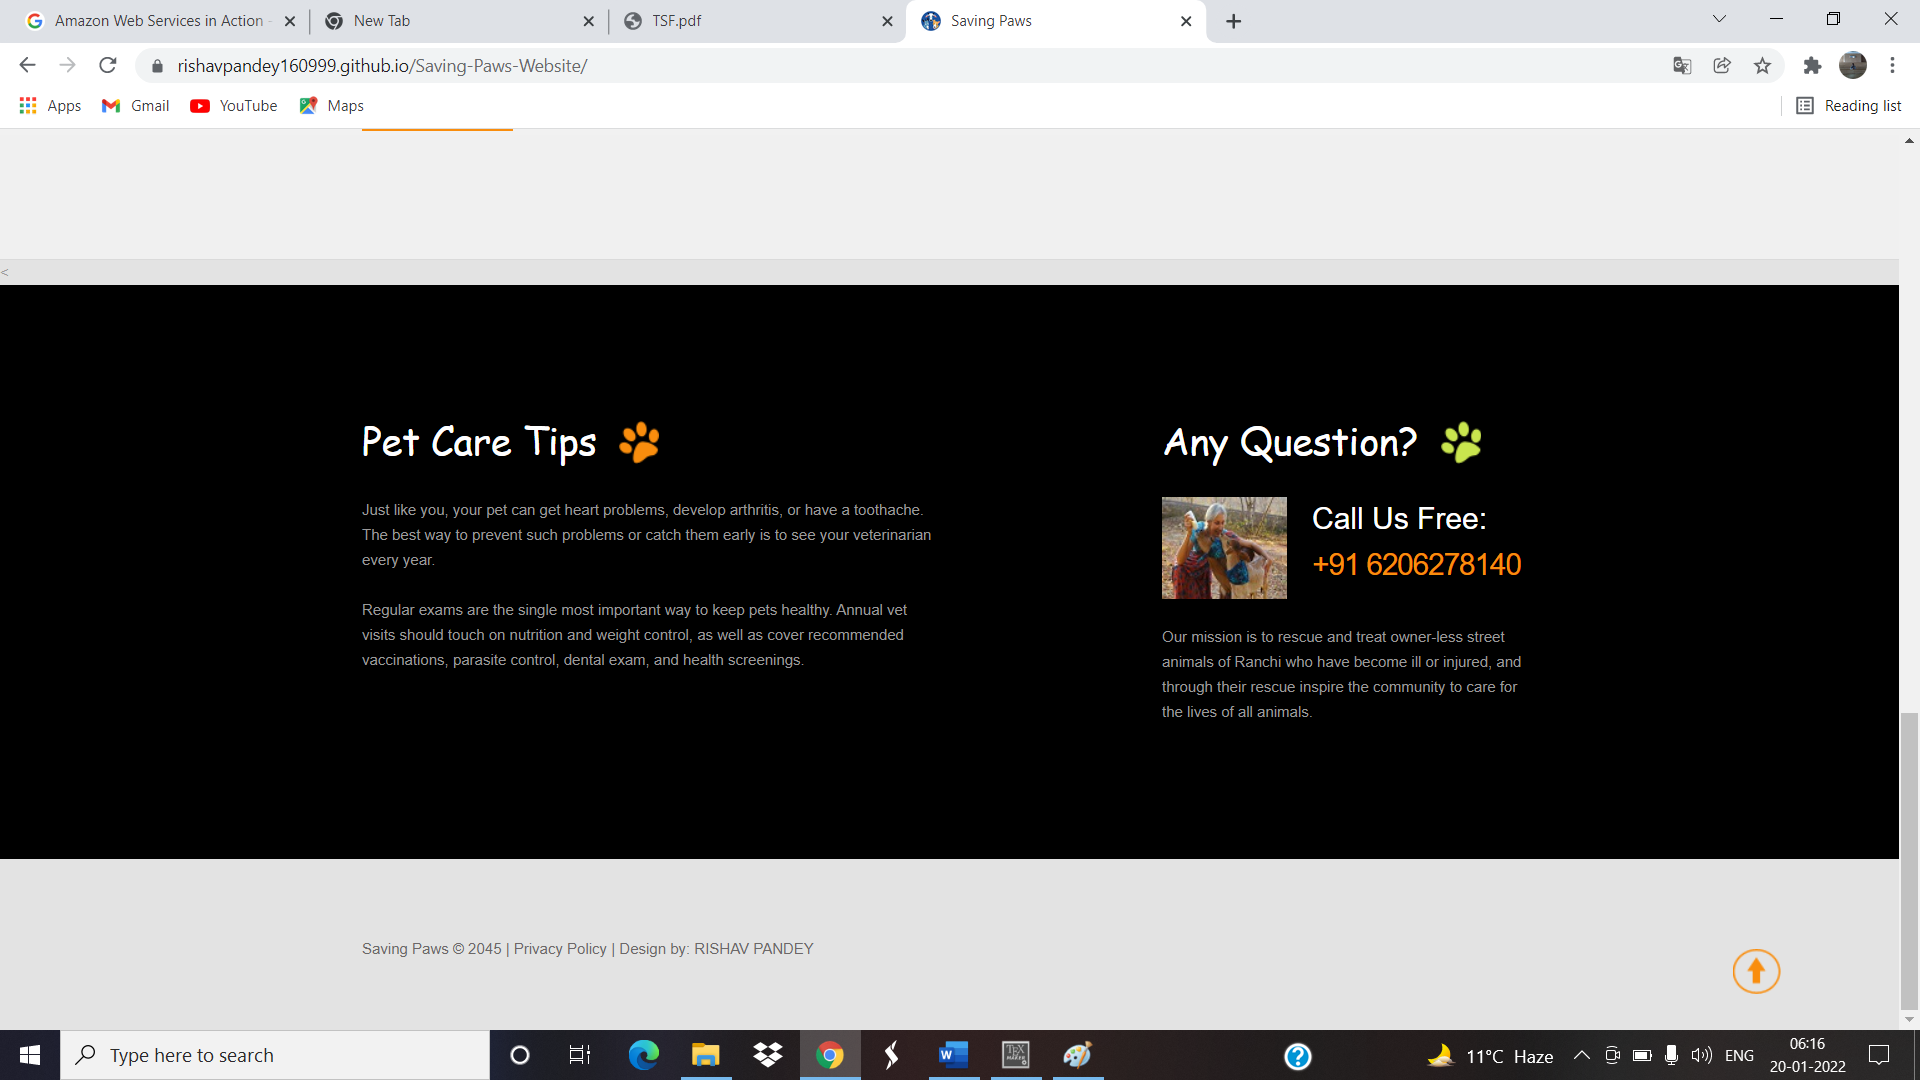 Amazon Web Services in Action -
New Tab
TSF.pdf
Saving Paws
rishavpandey160999.github.io/Saving-Paws-Website/
Apps
Gmail
YouTube
Maps
Reading list
<
Pet Care Tips
Just like you, your pet can get heart problems, develop arthritis, or have a toothache.
The best way to prevent such problems or catch them early is to see your veterinarian
every year.
Regular exams are the single most important way to keep pets healthy. Annual vet
visits should touch on nutrition and weight control, as well as cover recommended
vaccinations, parasite control, dental exam, and health screenings.
Any Question?
Call Us Free:
+91 6206278140
Our mission is to rescue and treat owner-less street
animals of Ranchi who have become ill or injured, and
through their rescue inspire the community to care for
the lives of all animals.
Saving Paws © 2045 | Privacy Policy | Design by: RISHAV PANDEY
Type here to search
11°C Haze
ENG
06:16
20-01-2022